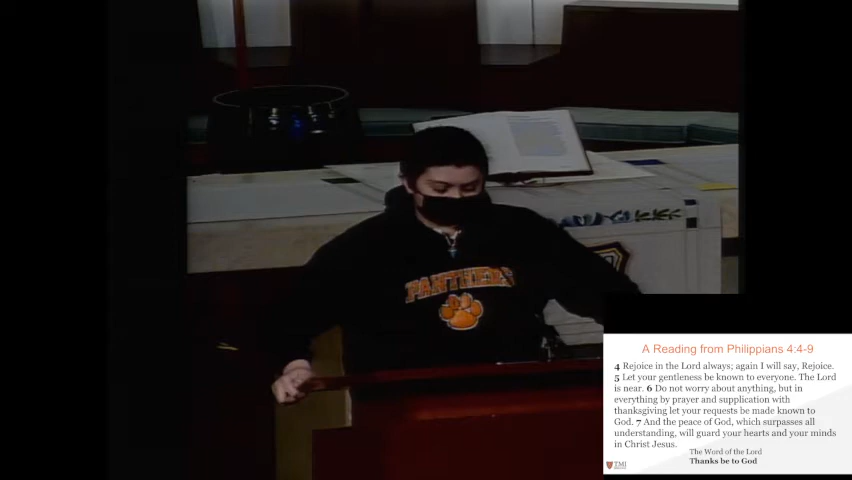 PANTHERS
A Reading from Philippians 4:4-9
4 Rejoice in the Lord always; again I will say, Rejoice.
5 Let your gentleness be known to everyone. The Lord
is near. 6 Do not worry about anything, but in
everything by prayer and supplication with
thanksgiving let your requests be made known to
God. 7 And the peace of God, which surpasses all
understanding, will guard your hearts and your minds
in Christ Jesus.
The Word of the Lord
Thanks be to God
TMI